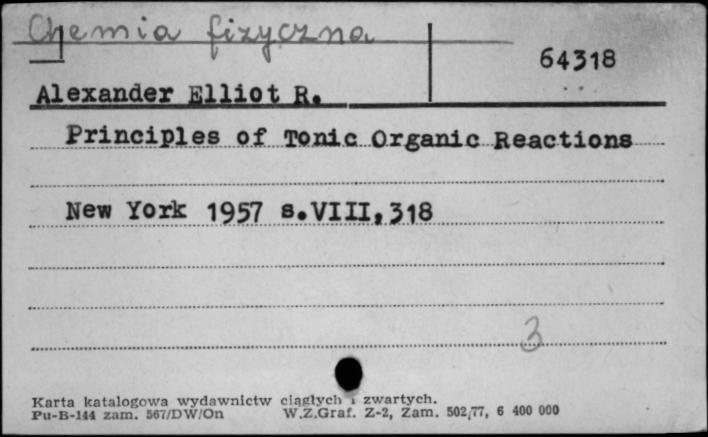 Chemia fizyczna
64318
Alexander Elliot R.
Principles of Tonic Organic Reactions
New York 1957 s.VIII,318
3
Karta katalogowa wydawnictw ciągłych i zwartych.
Pu-B-144 zam. 567/DW/On W.Z.Graf. Z-2, Zam. 502/77, 6 400 000